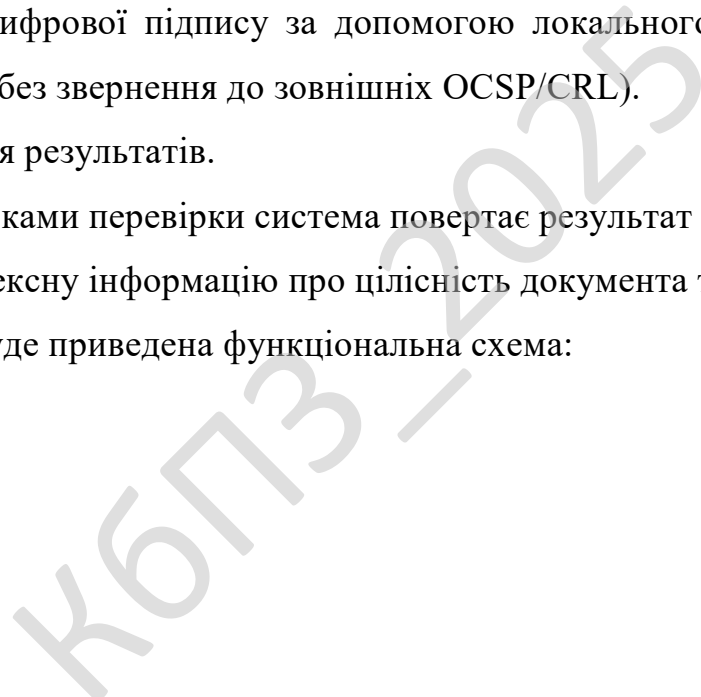 ифрової підпису за допомогою локального
без звернення до зовнішніх OCSP/CRL).
я результатів.
ками перевірки система повертає результат
ексну інформацію про цілісність документа т
уде приведена функціональна схема:
КБПЗ_2025